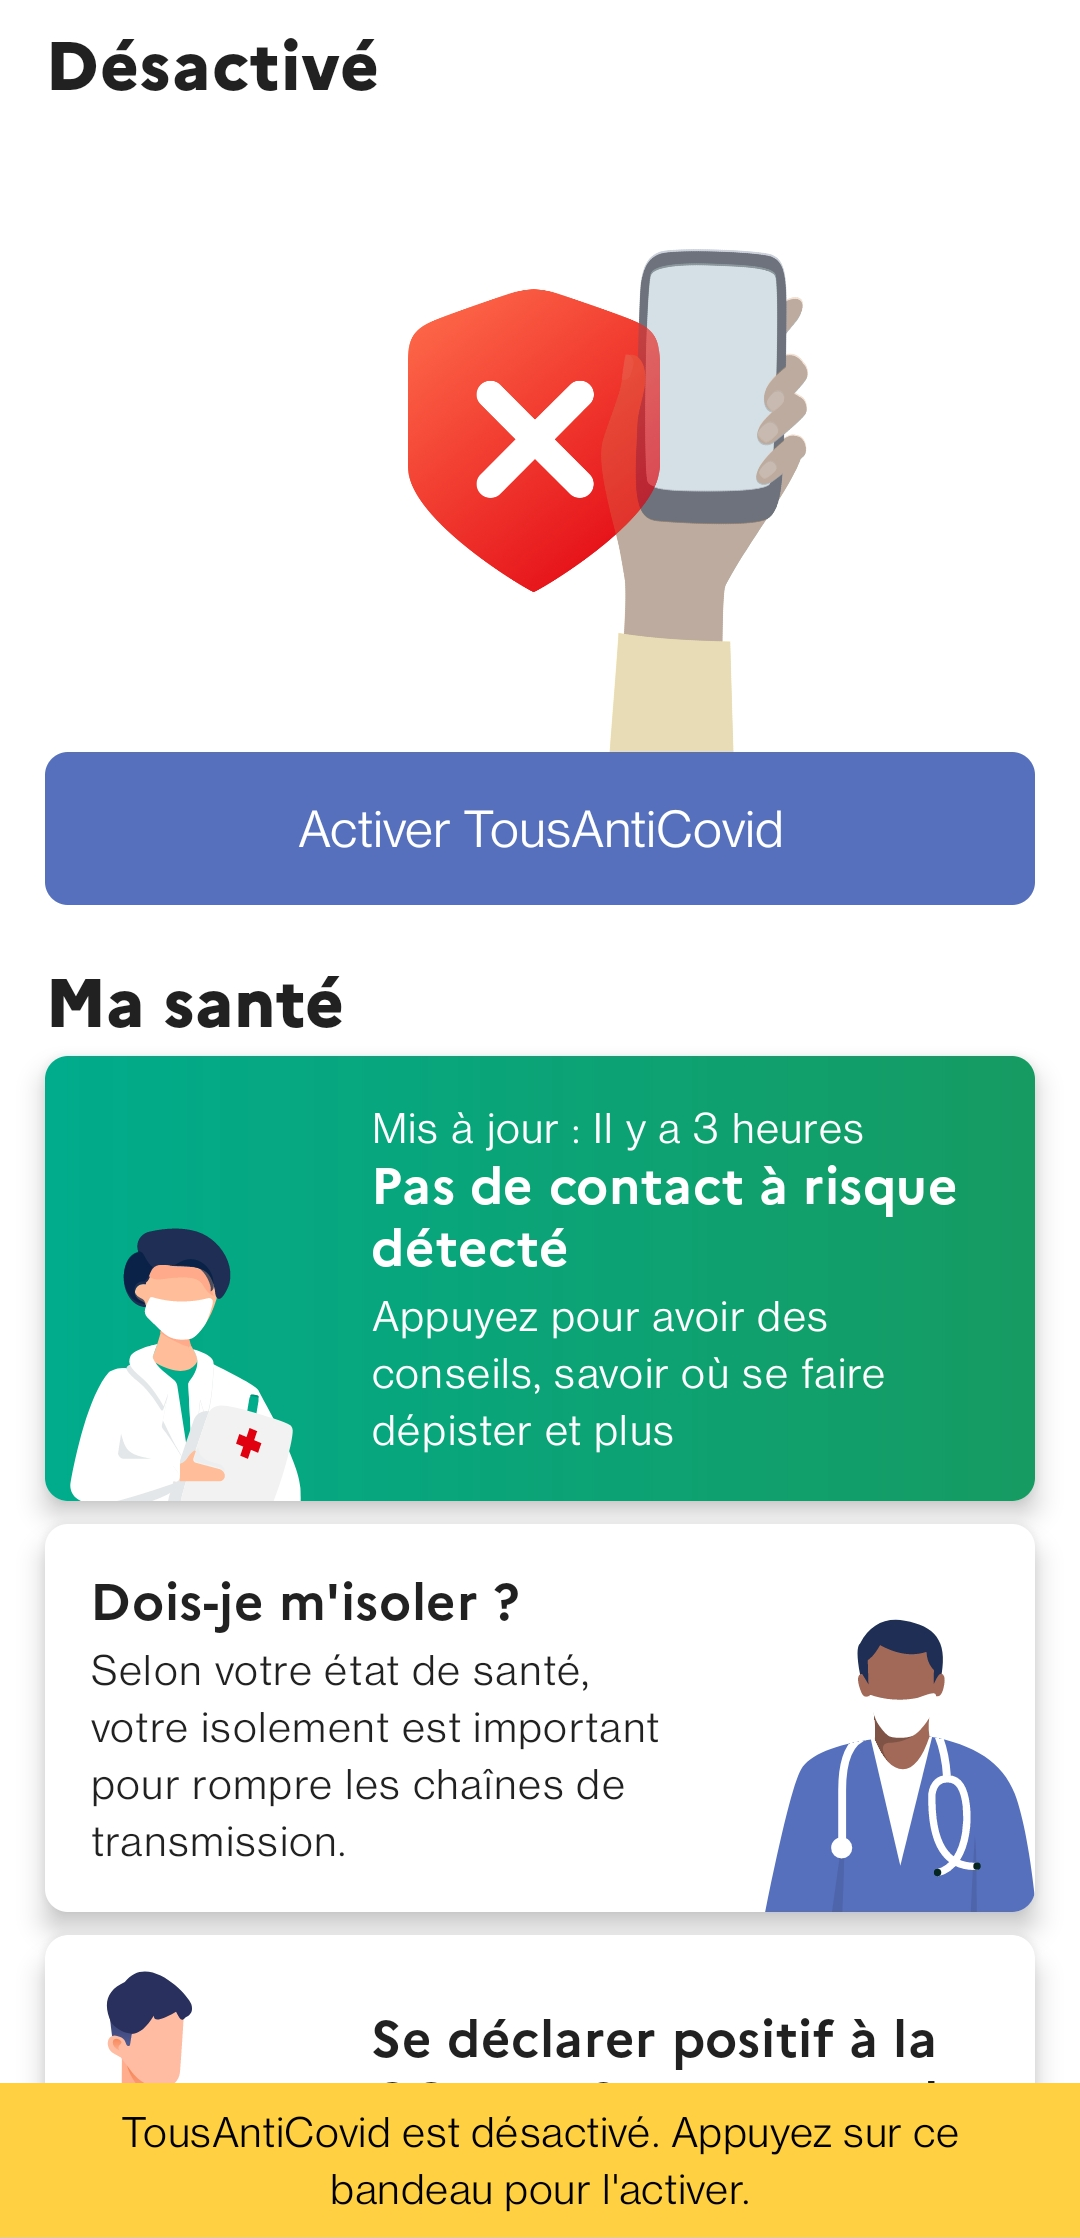 Désactivé
Activer TousAntiCovid
Ma santé
Mis à jour : Il y a 3 heures
Pas de contact à risque
détecté
Appuyez pour avoir des
conseils, savoir où se faire
dépister et plus
Dois-je m'isoler ?
Selon votre état de santé,
votre isolement est important
pour rompre les chaînes de
transmission.
Se déclarer positif à la
TousAntiCovid est désactivé. Appuyez sur ce
bandeau pour l'activer.